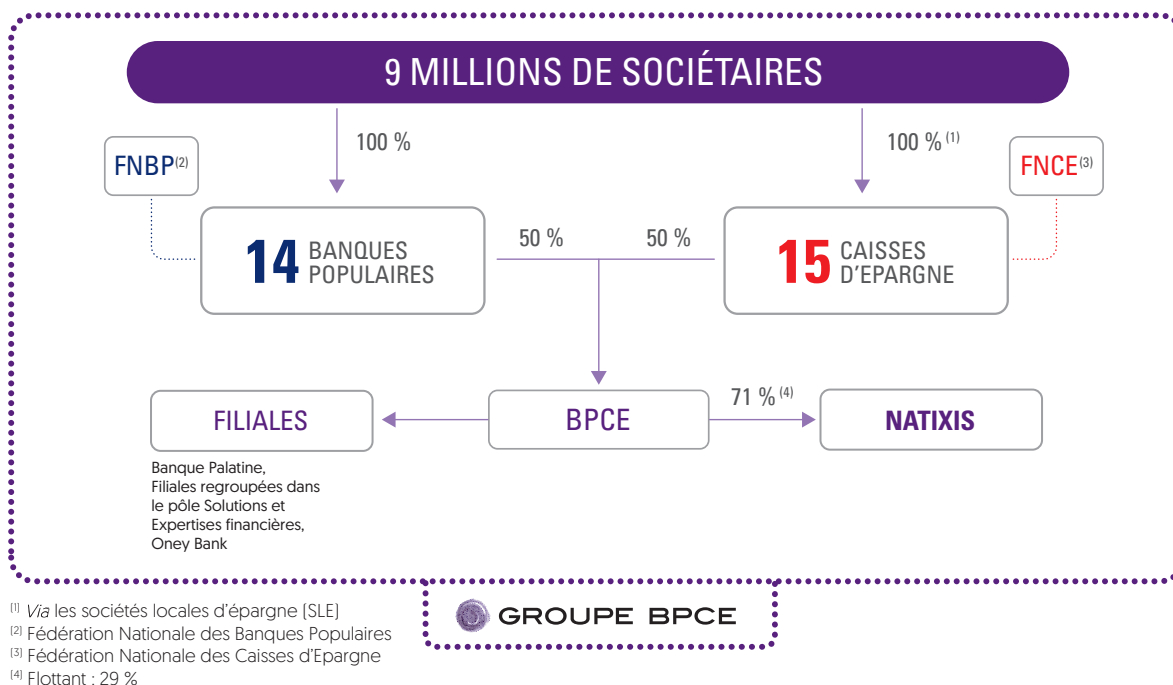 9 MILLIONS DE SOCIÉTAIRES
100 %
100 % (1)
FNBP(2)
FNCE(3)
14 BANQUES
POPULAIRES
50 %
50 %
15 CAISSES
D'EPARGNE
FILIALES
BPCE
71 % (4)
NATIXIS
Banque Palatine,
Filiales regroupées dans
le pôle Solutions et
Expertises financières,
Oney Bank
(1) Via les sociétés locales d'épargne (SLE)
(2) Fédération Nationale des Banques Populaires
(3) Fédération Nationale des Caisses d'Epargne
(4) Flottant : 29 %
GROUPE BPCE